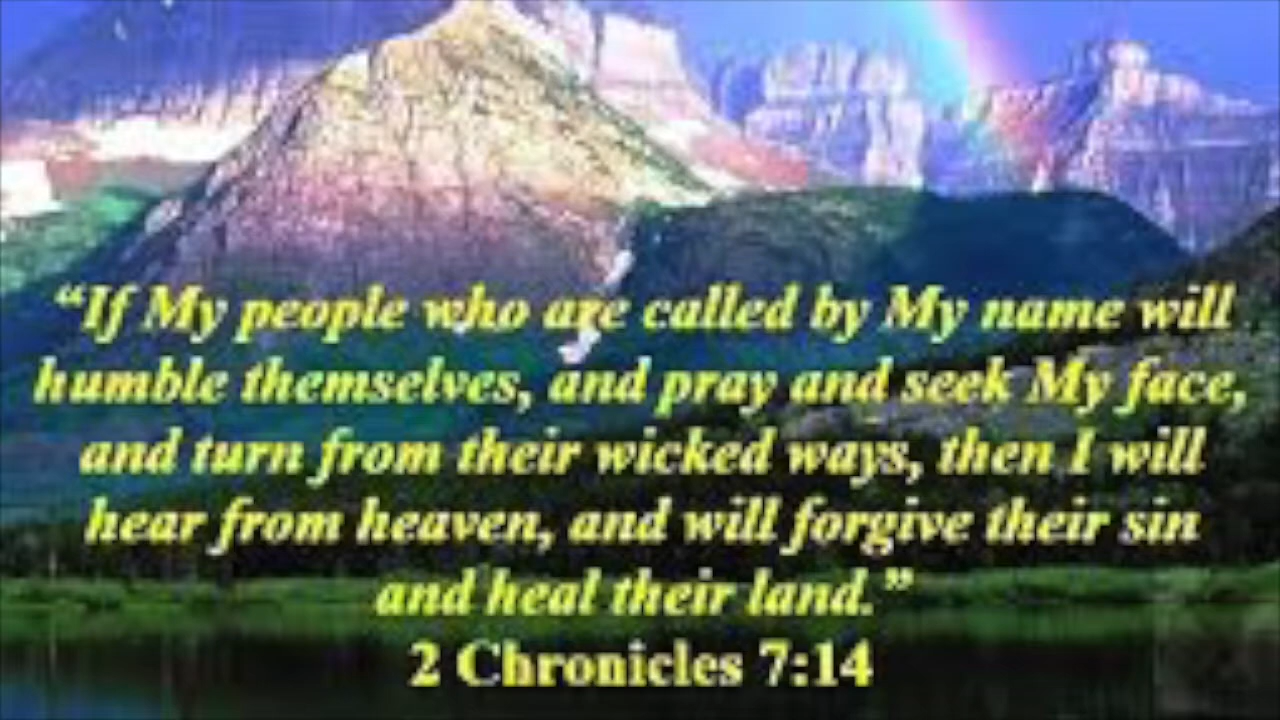 “If My people who are called by My name will
humble themselves, and pray and seek My face,
and turn from their wicked ways, then I will
hear from heaven, and will forgive their sin
and heal their land.”
2 Chronicles 7:14